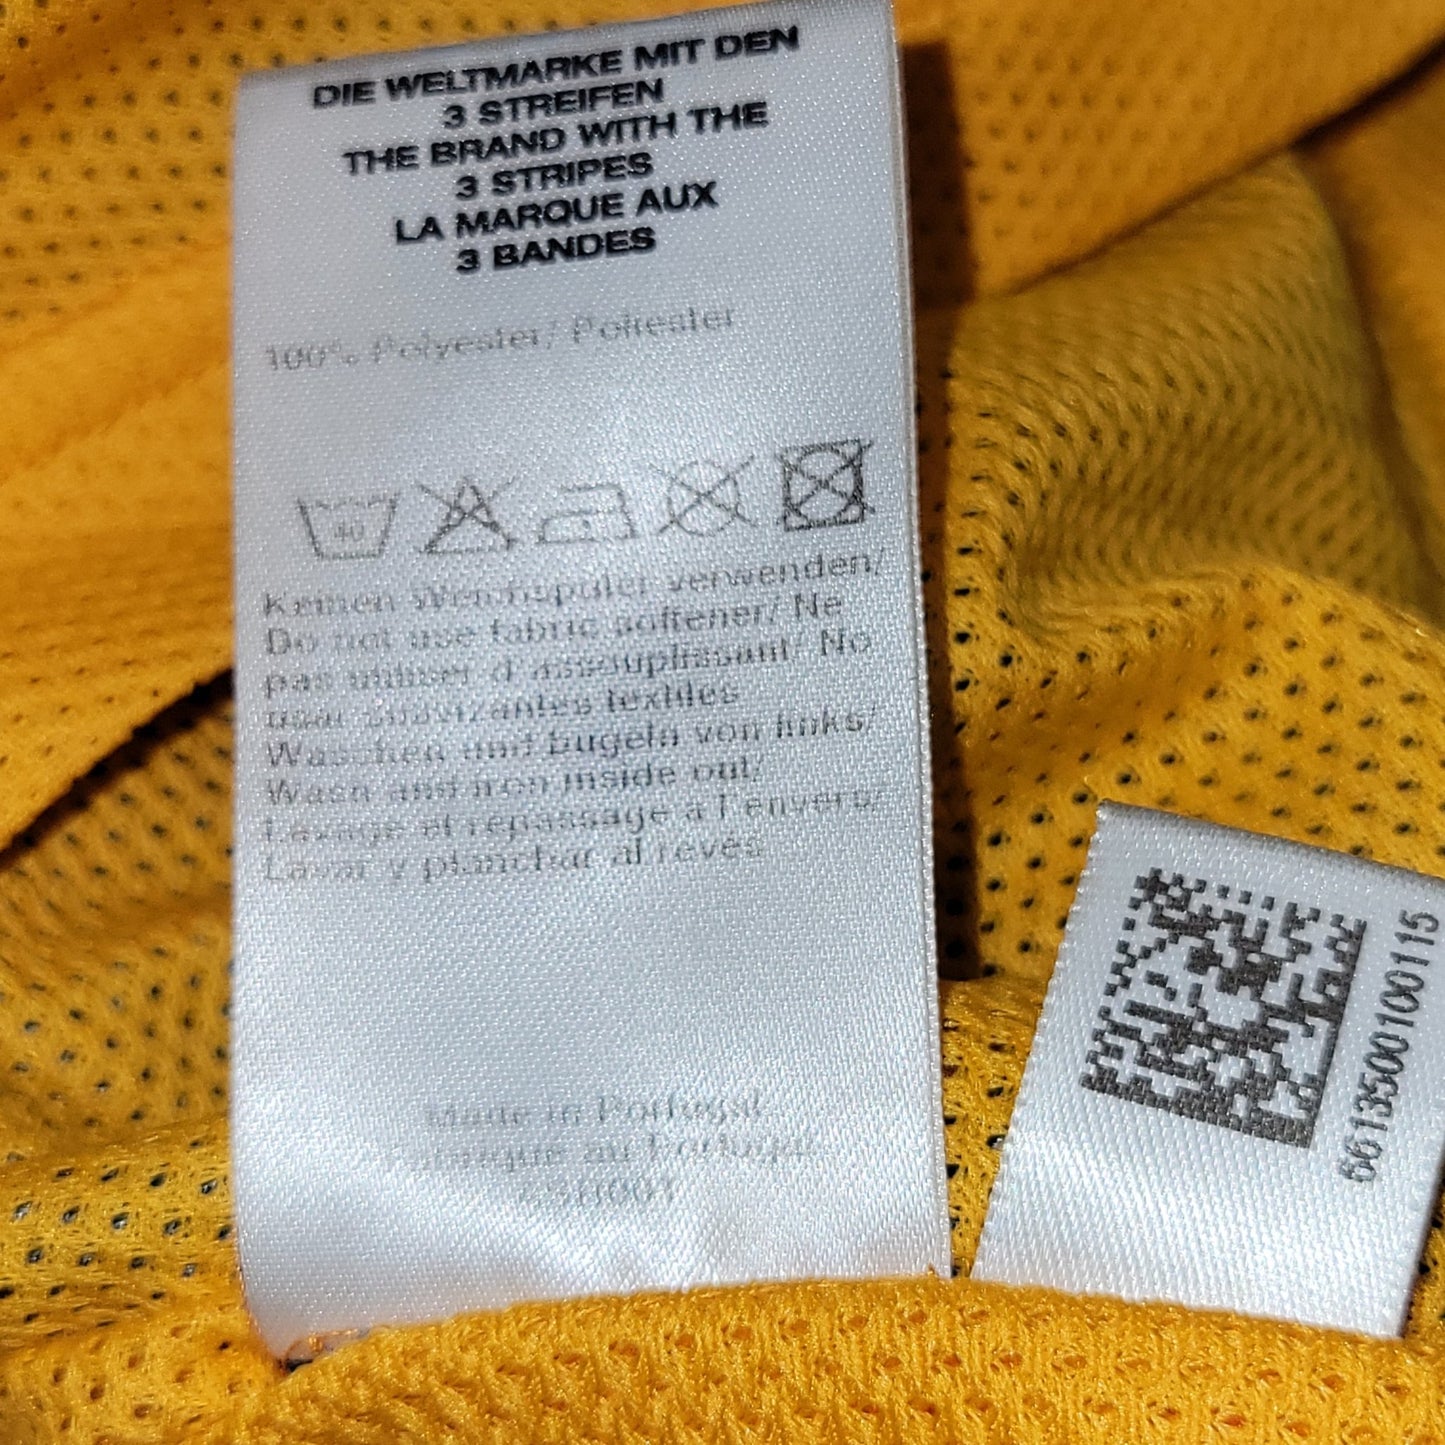 DIE WELTMARKE MIT DEN
3 STREIFEN
THE BRAND WITH THE
3 STRIPES
LA MARQUE AUX
3 BANDES
100% Polyester/ Poliester
40
Keinen Weichspüler verwenden/
Do not use fabric softener/ Ne
pas utiliser d'assouplissant/ No
usar suavizantes textiles
Waschen und bügeln von links/
Wash and iron inside out/
Lavage et repassage à l'envers/
Lavar y planchar al revés
Made in Portugal
Fabriqué au Portugal
6613500100115